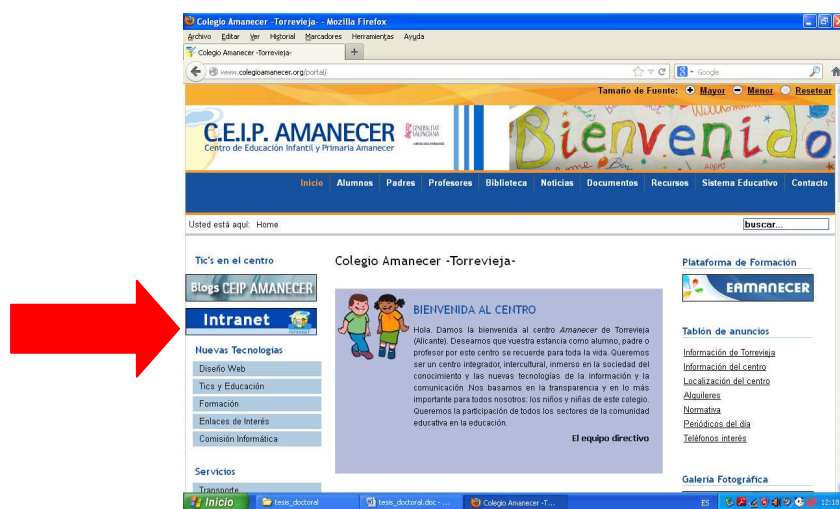 Colegio Amanecer -Torrevieja- - Mozilla Firefox
Archivo Editar Ver Historial Marcadores Herramientas Ayuda
Colegio Amanecer -Torrevieja-
www.colegioamanecer.org/portal/
Google
Tamaño de Fuente: Mayor Menor Resetear
C.E.I.P. AMANECER
Centro de Educación Infantil y Primaria Amanecer
GENERALITAT VALENCIANA
Bienvenido
Inicio Alumnos Padres Profesores Biblioteca Noticias Documentos Recursos Sistema Educativo Contacto
Usted está aquí: Home
buscar...
Tic's en el centro
Blogs CEIP AMANECER
Intranet
Nuevas Tecnologías
Diseño Web
Tics y Educación
Formación
Enlaces de Interés
Comisión Informática
Servicios
Transporte
Colegio Amanecer -Torrevieja-
BIENVENIDA AL CENTRO
Hola. Damos la bienvenida al centro Amanecer de Torrevieja
(Alicante). Deseamos que vuestra estancia como alumno, padre o
profesor por este centro se recuerde para toda la vida. Queremos
ser un centro integrador, intercultural, inmerso en la sociedad del
conocimiento y las nuevas tecnologías de la información y la
comunicación .Nos basamos en la transparencia y en lo más
importante para todos nosotros: los niños y niñas de este colegio.
Queremos la participación de todos los sectores de la comunidad
educativa en la educación.
El equipo directivo
Plataforma de Formación
EAMANECER
Tablón de anuncios
Información de Torrevieja
Información del centro
Localización del centro
Alquileres
Normativa
Periódicos del día
Teléfonos interés
Galería Fotográfica
Inicio tesis_doctoral tesis_doctoral.doc - ... Colegio Amanecer -T... ES 12:18